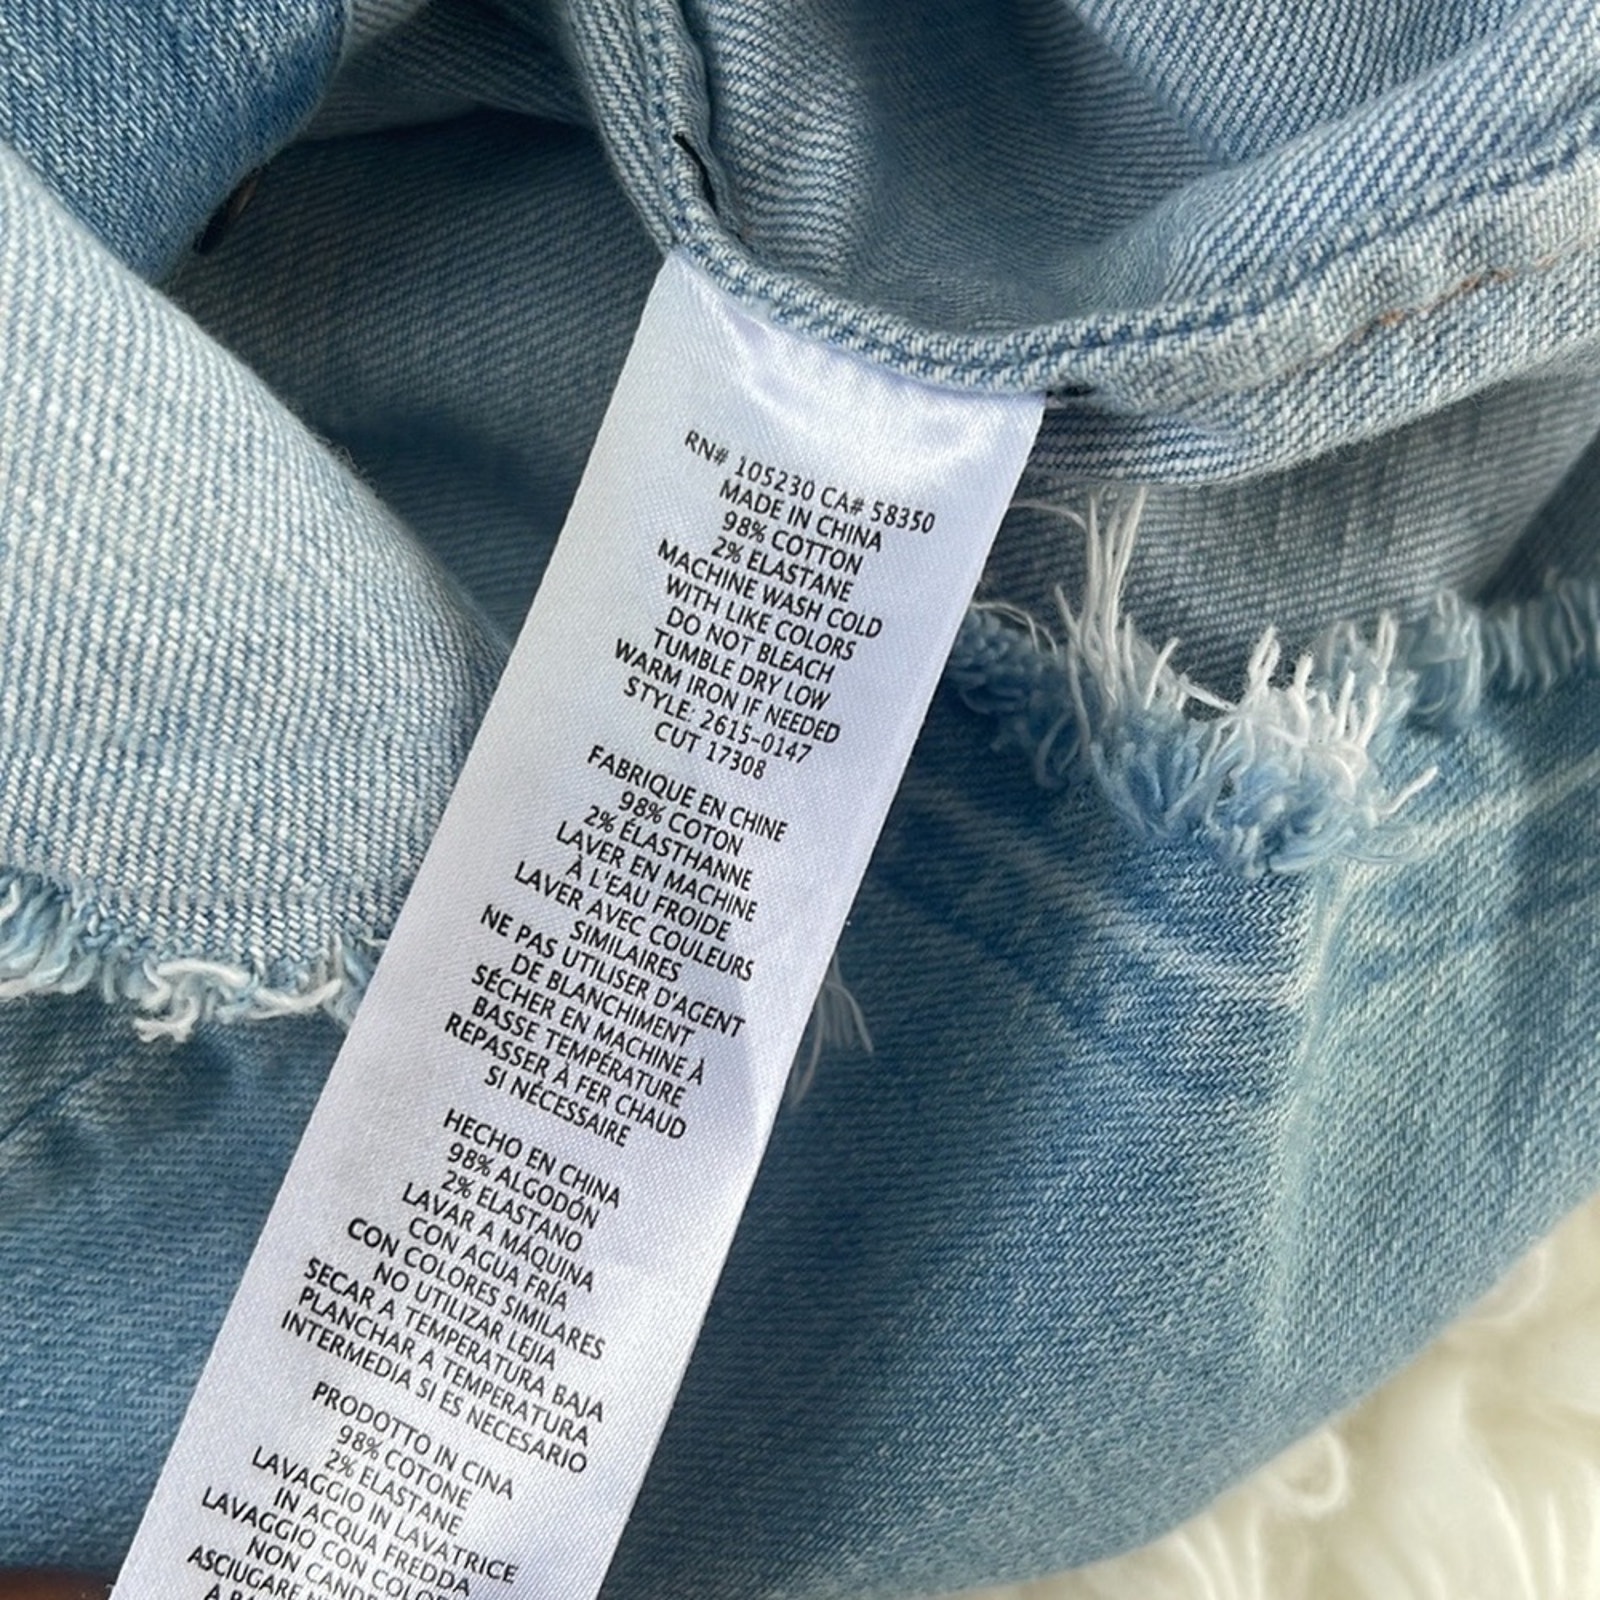 RN# 105230 CA# 58350
MADE IN CHINA
98% COTTON
2% ELASTANE
MACHINE WASH COLD
WITH LIKE COLORS
DO NOT BLEACH
TUMBLE DRY LOW
WARM IRON IF NEEDED
STYLE: 2615-0147
CUT 17308
FABRIQUE EN CHINE
98% COTON
2% ÉLASTHANNE
LAVER EN MACHINE
À L'EAU FROIDE
LAVER AVEC COULEURS
SIMILAIRES
NE PAS UTILISER D'AGENT
DE BLANCHIMENT
SÉCHER EN MACHINE À
BASSE TEMPÉRATURE
REPASSER À FER CHAUD
SI NÉCESSAIRE
HECHO EN CHINA
98% ALGODÓN
2% ELASTANO
LAVAR A MÁQUINA
CON AGUA FRÍA
CON COLORES SIMILARES
NO UTILIZAR LEJIA
SECAR A TEMPERATURA BAJA
PLANCHAR A TEMPERATURA
INTERMEDIA SI ES NECESARIO
PRODOTTO IN CINA
98% COTONE
2% ELASTANE
LAVAGGIO IN LAVATRICE
IN ACQUA FREDDA
LAVAGGIO CON
NON
ASCIUGARE